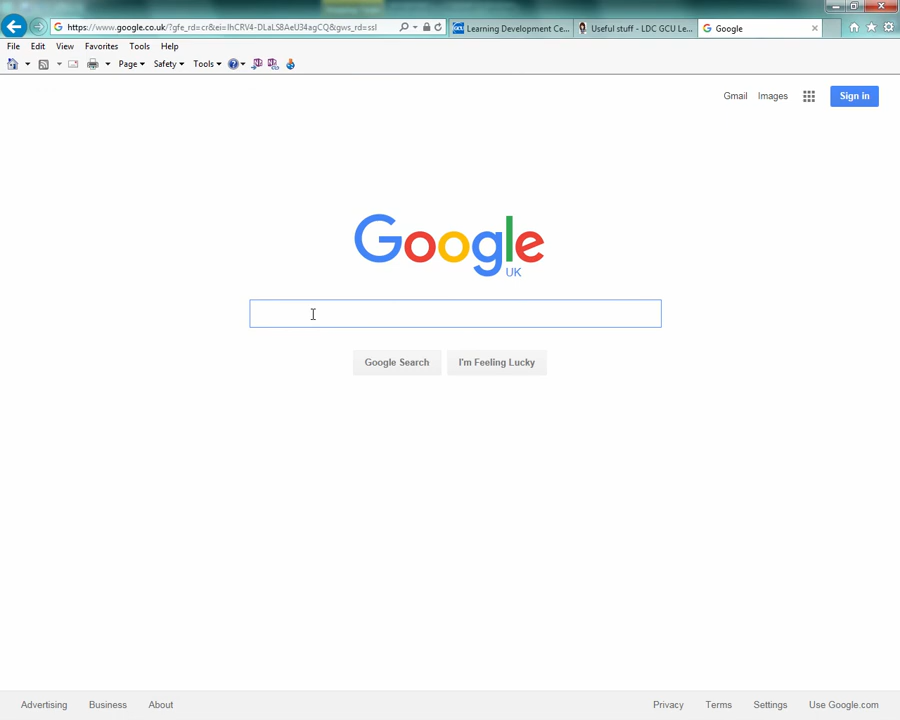 https://www.google.co.uk/?gfe_rd=cr&ei=IhCRV4-DLaLS8AeU34agCQ&gws_rd=ssl
Learning Development Ce...
Useful stuff - LDC GCU Le...
Google
File Edit View Favorites Tools Help
Page Safety Tools
Gmail Images Sign in
Google
UK
Google Search I'm Feeling Lucky
Advertising Business About Privacy Terms Settings Use Google.com